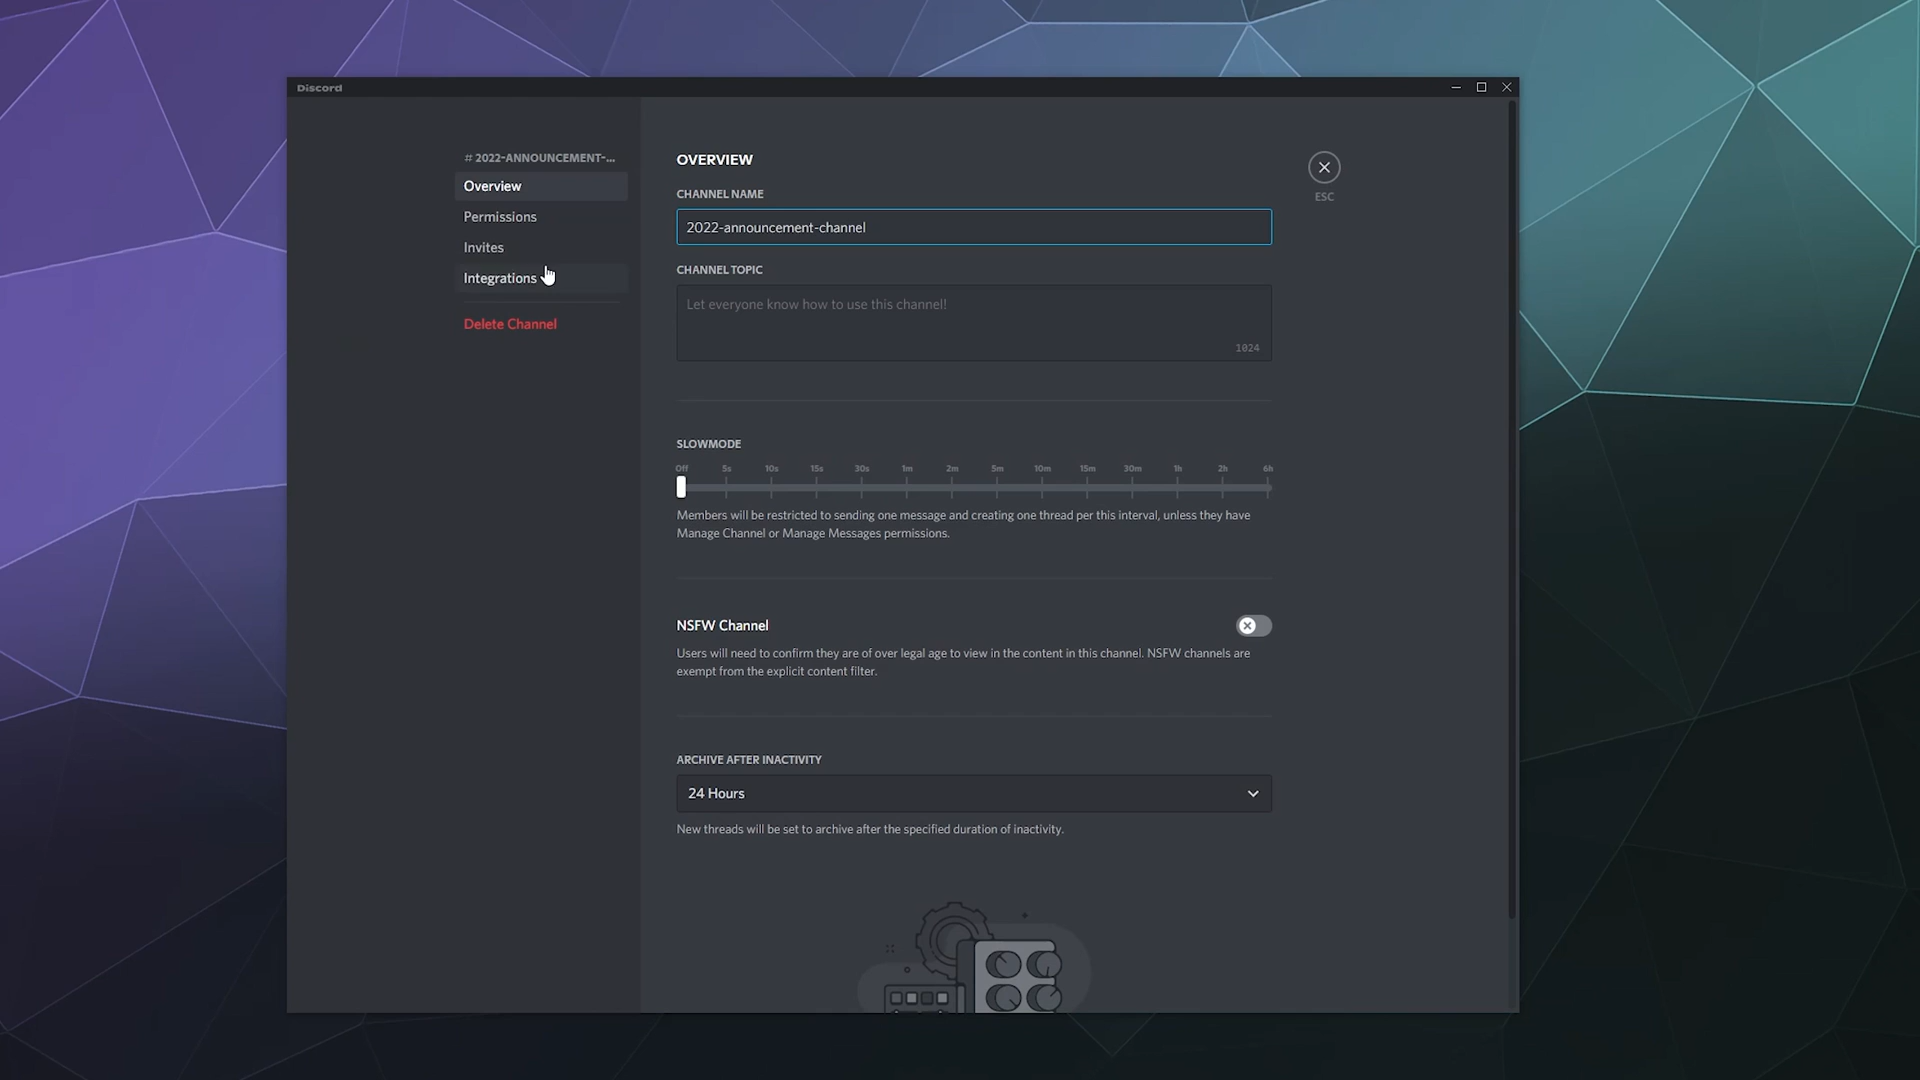 Discord
# 2022-ANNOUNCEMENT-...
Overview
Permissions
Invites
Integrations
Delete Channel
OVERVIEW
CHANNEL NAME
2022-announcement-channel
ESC
CHANNEL TOPIC
Let everyone know how to use this channel!
1024
SLOWMODE
Off 5s 10s 15s 30s 1m 2m 5m 10m 15m 30m 1h 2h 6h
Members will be restricted to sending one message and creating one thread per this interval, unless they have
Manage Channel or Manage Messages permissions.
NSFW Channel
Users will need to confirm they are of over legal age to view in the content in this channel. NSFW channels are
exempt from the explicit content filter.
ARCHIVE AFTER INACTIVITY
24 Hours
New threads will be set to archive after the specified duration of inactivity.